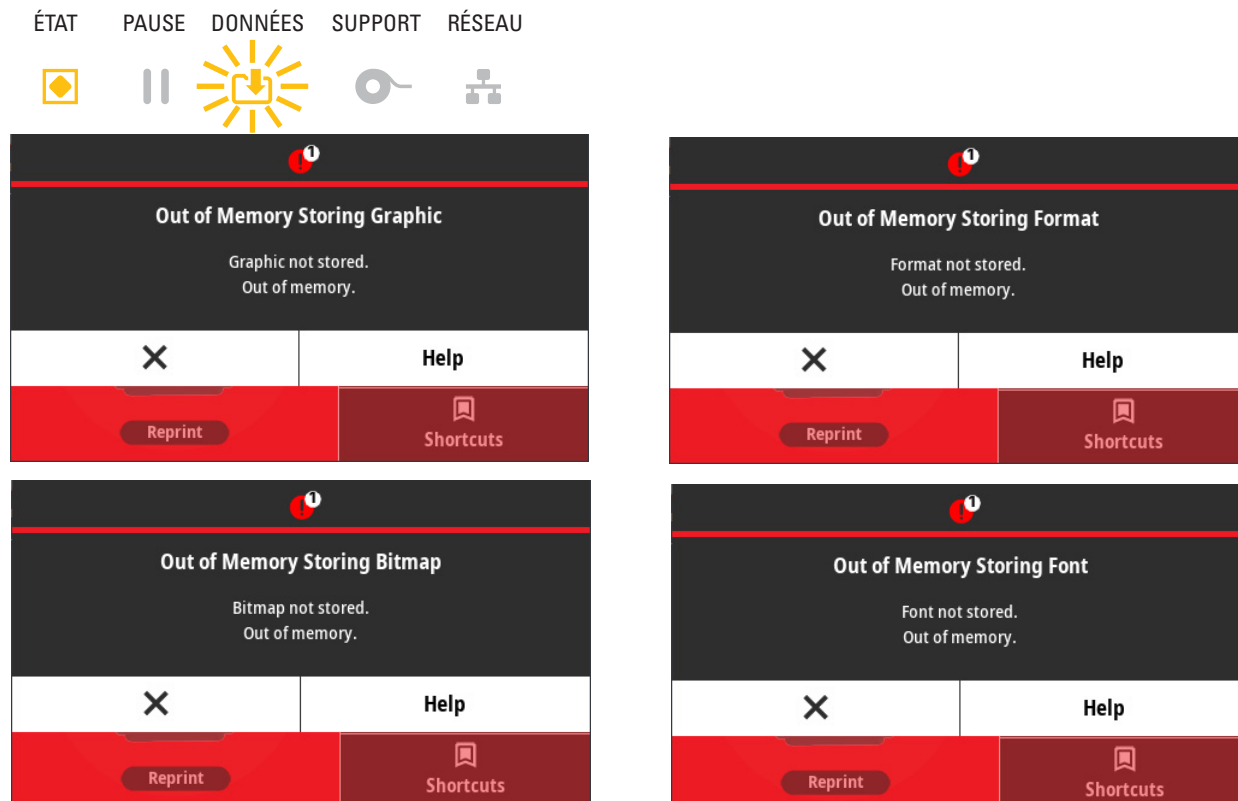 ÉTAT PAUSE DONNÉES SUPPORT RÉSEAU
1
Out of Memory Storing Graphic
Graphic not stored.
Out of memory.
Help
Reprint
Shortcuts
1
Out of Memory Storing Format
Format not stored.
Out of memory.
Help
Reprint
Shortcuts
1
Out of Memory Storing Bitmap
Bitmap not stored.
Out of memory.
Help
Reprint
Shortcuts
1
Out of Memory Storing Font
Font not stored.
Out of memory.
Help
Reprint
Shortcuts